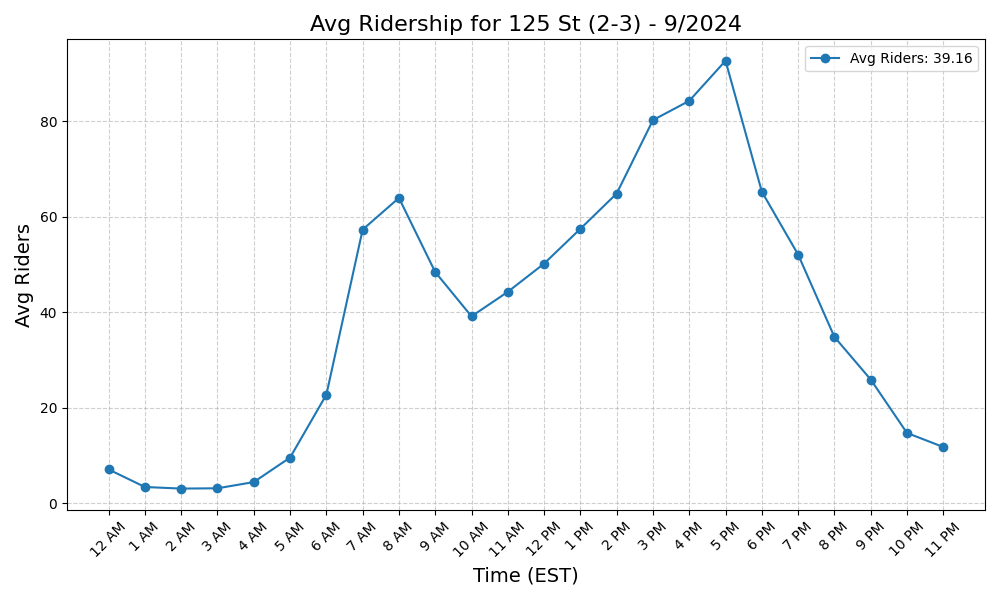 Avg Ridership for 125 St (2-3) - 9/2024
Avg Riders: 39.16
Avg Riders
80
60
40
20
0
12 AM
1 AM
2 AM
3 AM
4 AM
5 AM
6 AM
7 AM
8 AM
9 AM
10 AM
11 AM
12 PM
1 PM
2 PM
3 PM
4 PM
5 PM
6 PM
7 PM
8 PM
9 PM
10 PM
11 PM
Time (EST)